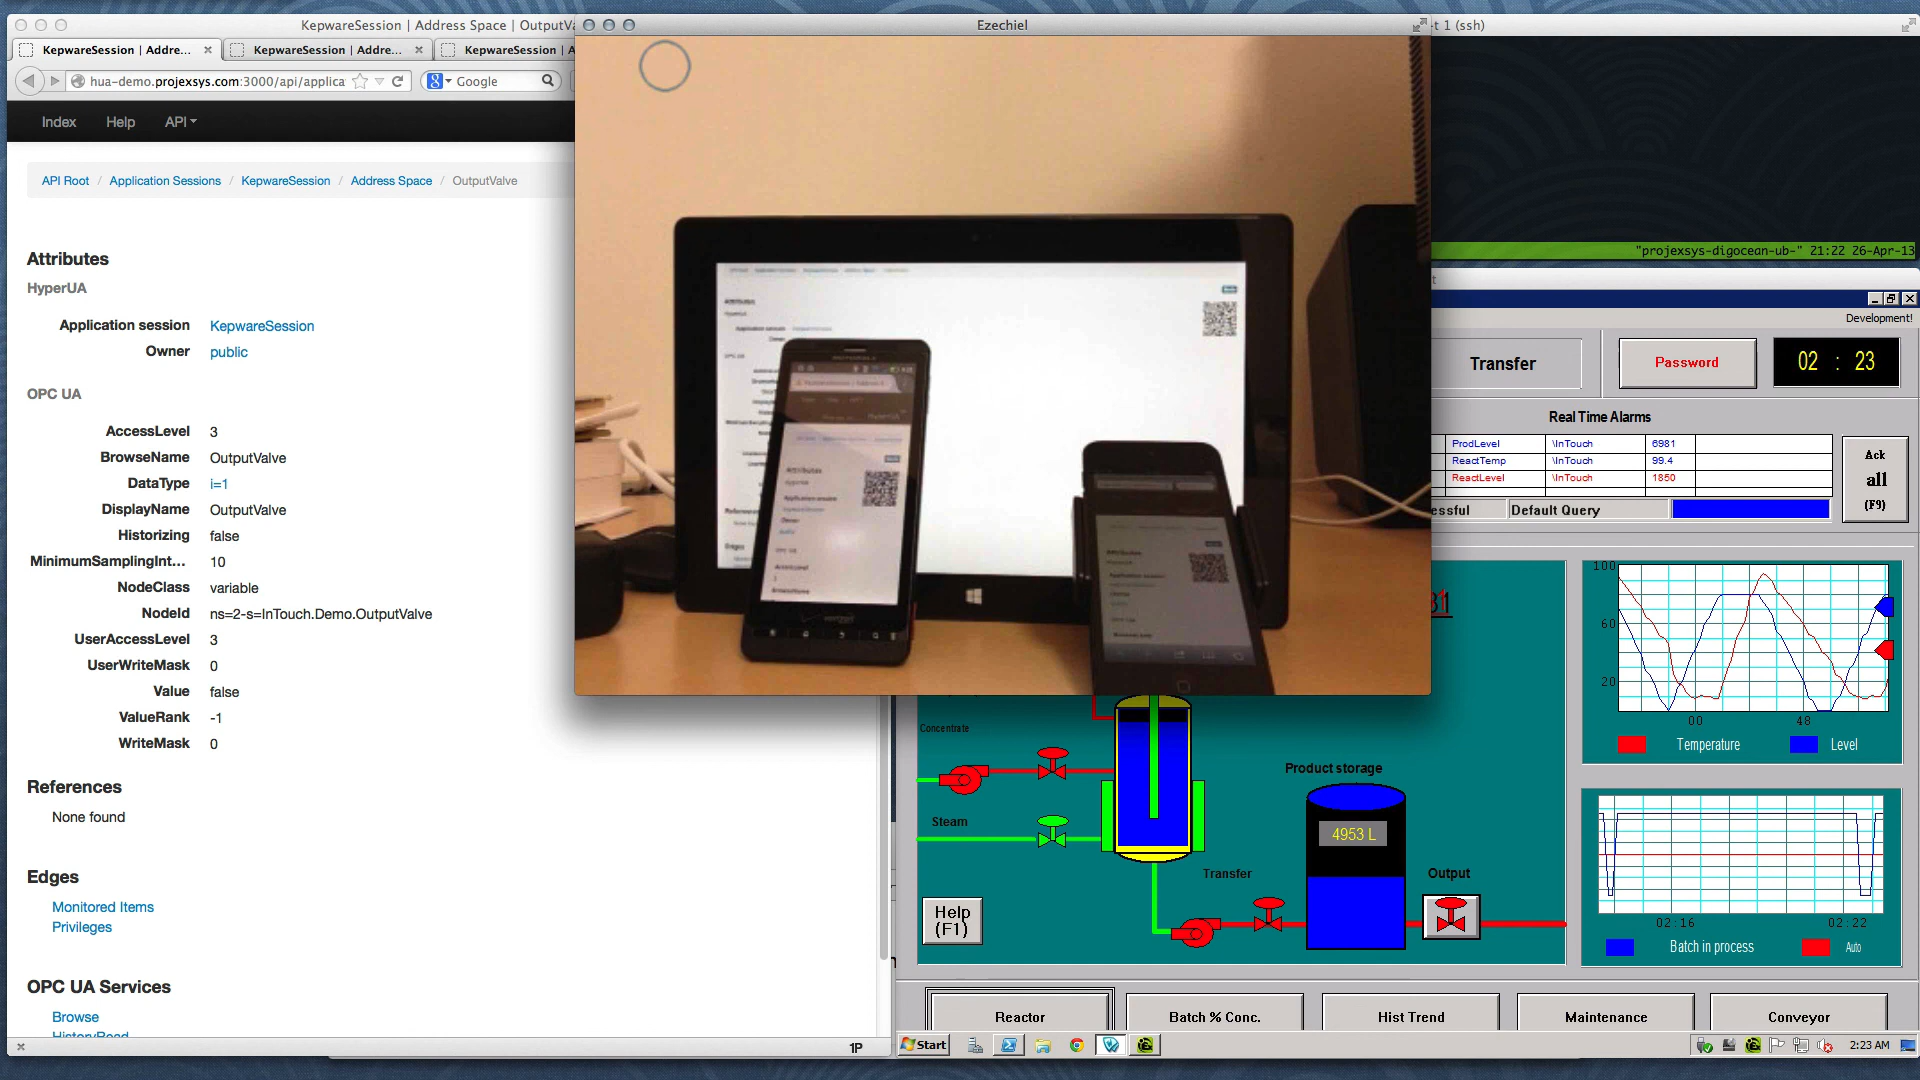 KepwareSession | Address Space | OutputVa
KepwareSession | Addre...
KepwareSession | Addre...
KepwareSession | A
hua-demo.projexsys.com:3000/api/applica
Google
Index
Help
API
API Root / Application Sessions / KepwareSession / Address Space / OutputValve
Attributes
HyperUA
Application session KepwareSession
Owner public
OPC UA
AccessLevel 3
BrowseName OutputValve
DataType i=1
DisplayName OutputValve
Historizing false
MinimumSamplingInt... 10
NodeClass variable
NodeId ns=2-s=InTouch.Demo.OutputValve
UserAccessLevel 3
UserWriteMask 0
Value false
ValueRank -1
WriteMask 0
References
None found
Edges
Monitored Items
Privileges
OPC UA Services
Browse
HistoryRead
1P
Ezechiel
t 1 (ssh)
"projexsys-digocean-ub-" 21:22 26-Apr-13
Development!
Transfer
Password
02 : 23
Real Time Alarms
ProdLevel \InTouch 6981
ReactTemp \InTouch 99.4
ReactLevel \InTouch 1850
Ack
all
(F9)
essful
Default Query
100
60
20
00 48
Temperature
Level
02:16 02:22
Batch in process
Auto
Concentrate
Steam
Product storage
4953 L
Transfer
Output
Help
(F1)
Reactor
Batch % Conc.
Hist Trend
Maintenance
Conveyor
Start
2:23 AM